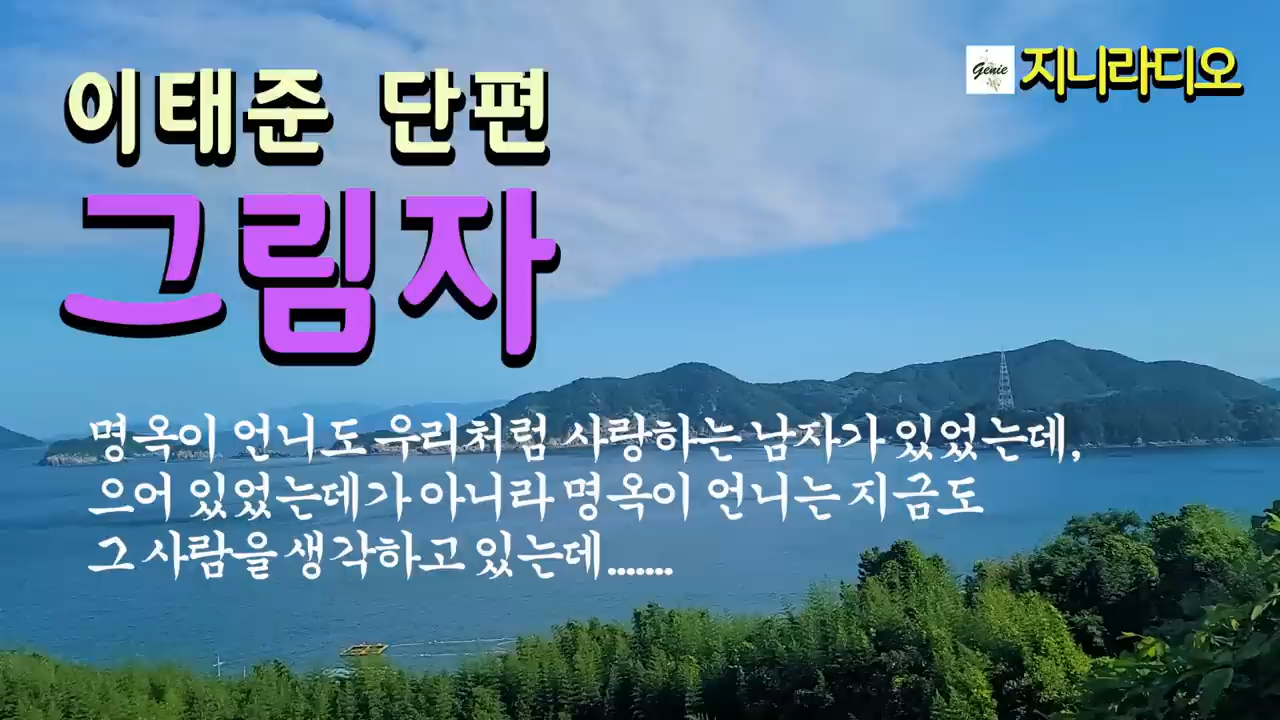 이태준 단편
Genie 지니라디오
그림자
명옥이 언니도 우리처럼 사랑하는 남자가 있었는데,
으어 있었는데가 아니라 명옥이 언니는 지금도
그 사람을 생각하고 있는데.......